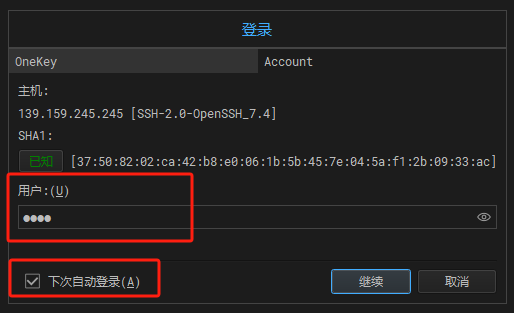 登录
OneKey Account
主机:
139.159.245.245 [SSH-2.0-OpenSSH_7.4]
SHA1:
已知 [37:50:82:02:ca:42:b8:e0:06:1b:5b:45:7e:04:5a:f1:2b:09:33:ac]
用户:(U)
●●●●
下次自动登录(A) 继续 取消